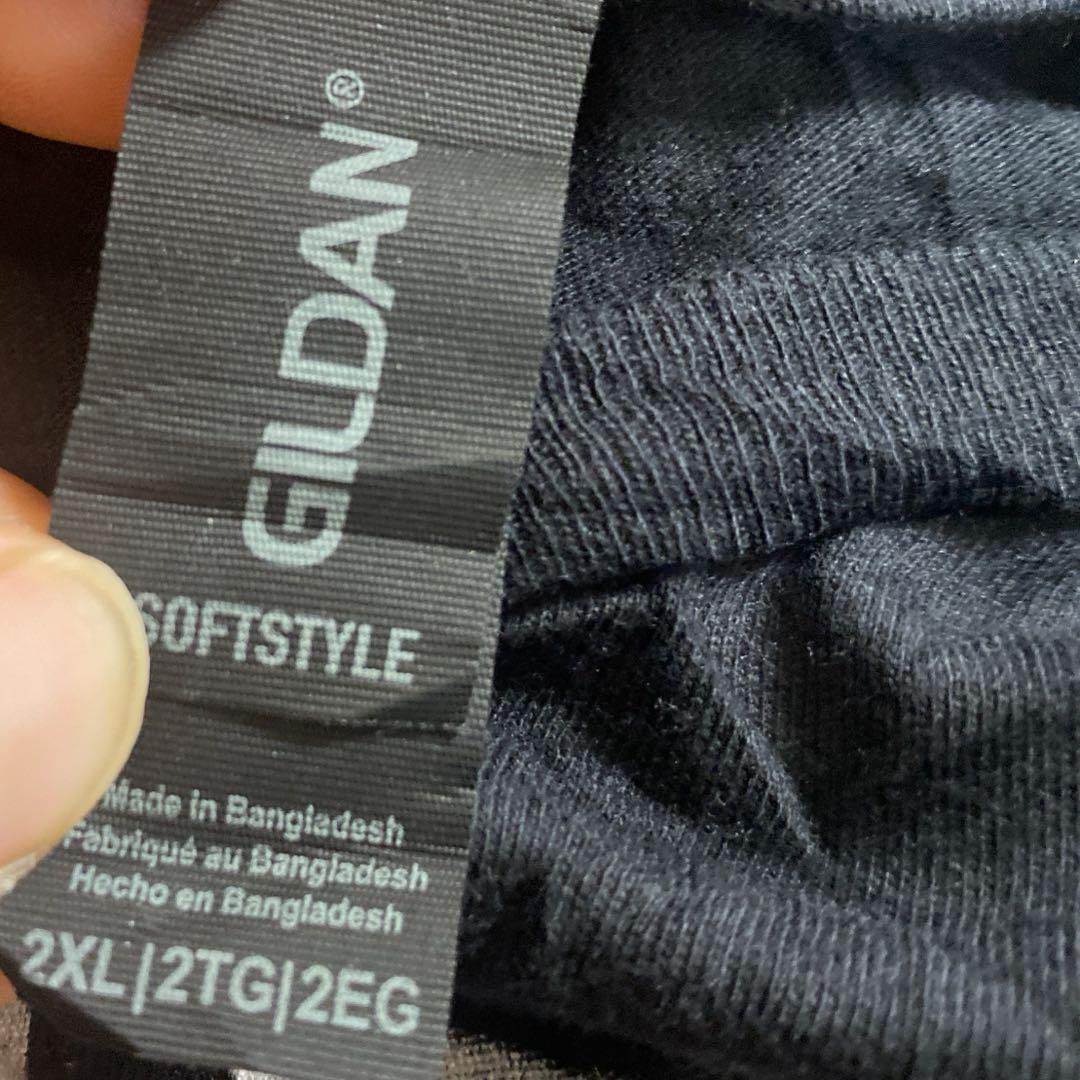 GILDAN®
SOFTSTYLE
Made in Bangladesh
Fabriqué au Bangladesh
Hecho en Bangladesh
2XL|2TG|2EG